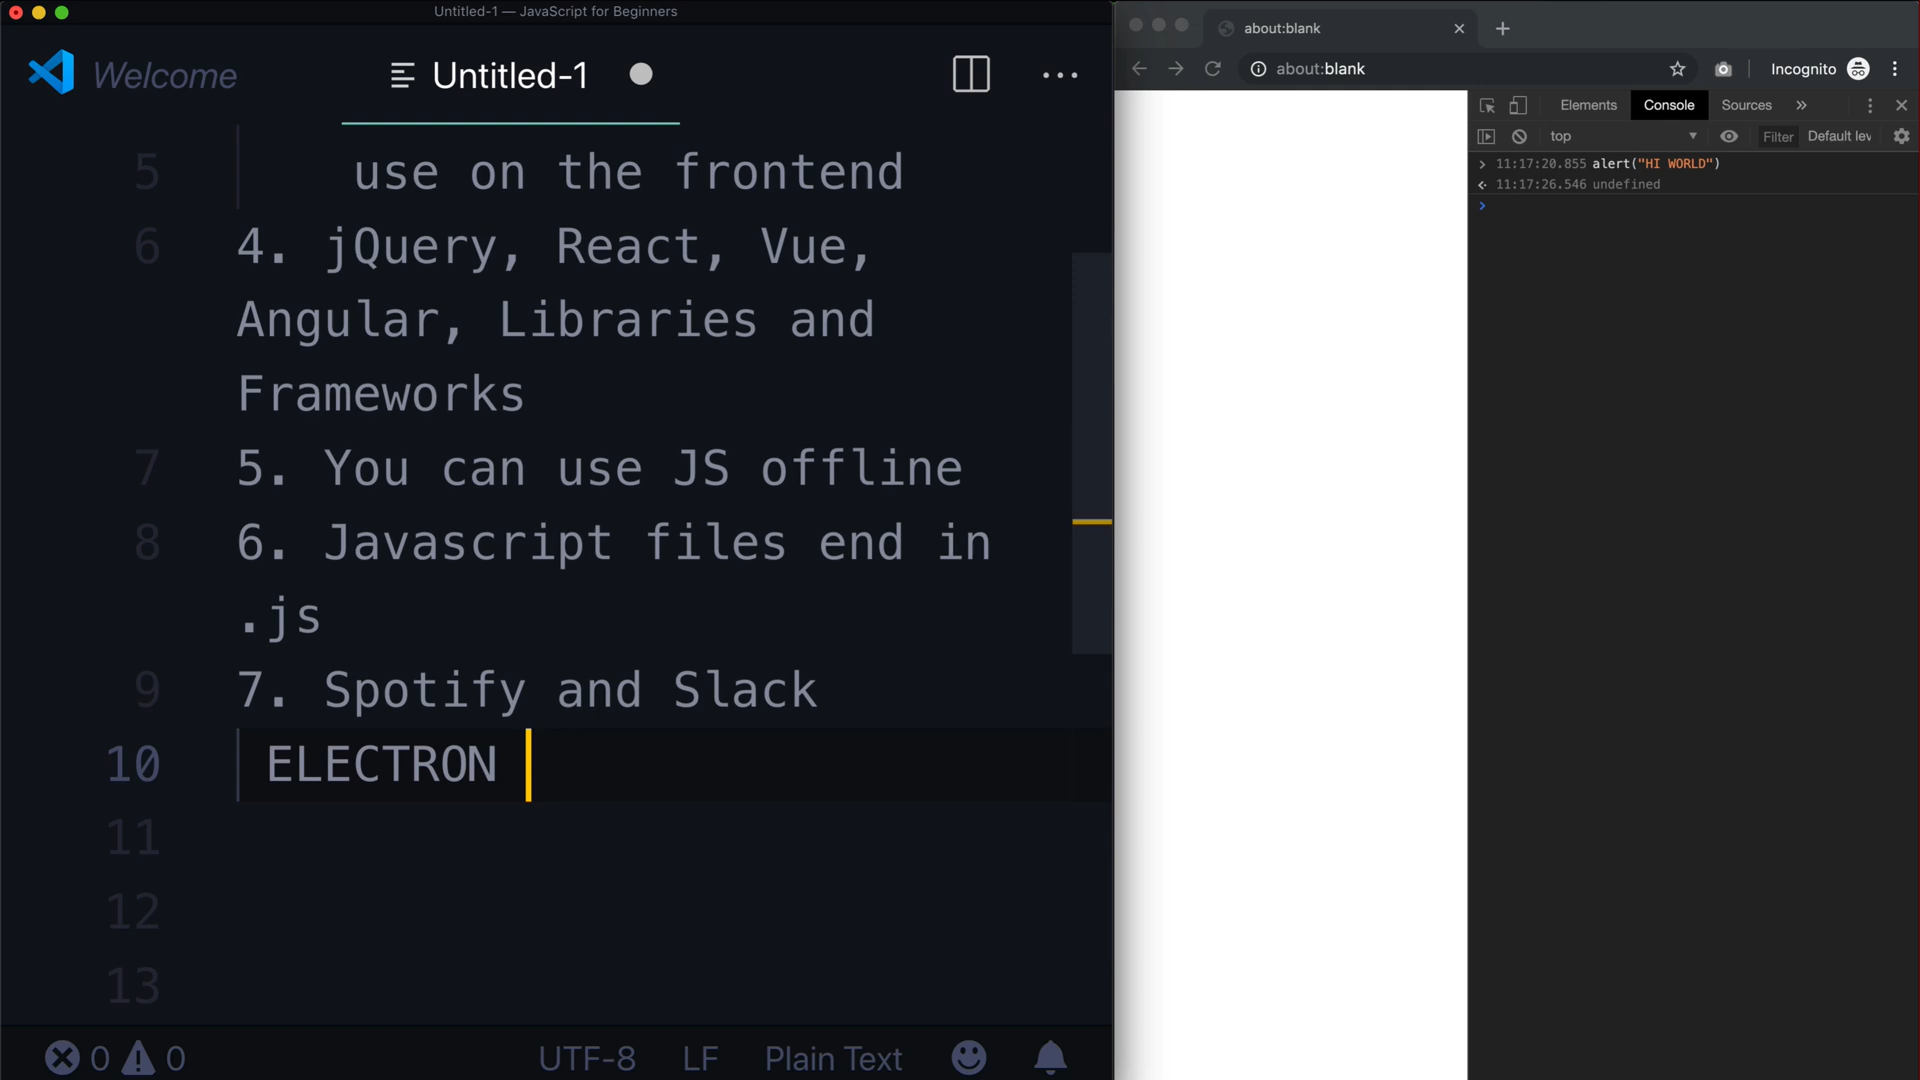 Untitled-1 — JavaScript for Beginners
Welcome
Untitled-1
5 use on the frontend
6 4. jQuery, React, Vue,
Angular, Libraries and
Frameworks
7 5. You can use JS offline
8 6. Javascript files end in
.js
9 7. Spotify and Slack
10 ELECTRON
11
12
13
0 0 UTF-8 LF Plain Text
about:blank
about:blank Incognito
Elements Console Sources »
top Filter Default lev
11:17:20.855 alert("HI WORLD")
11:17:26.546 undefined